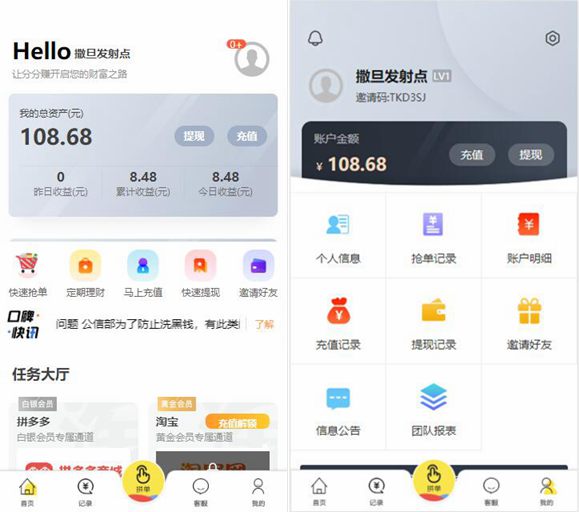 Hello 撒旦发射点
让分分赚开启您的财富之路
0+
我的总资产(元)
108.68
提现
充值
0
8.48
8.48
昨日收益(元)
累计收益(元)
今日收益(元)
快速抢单
定期理财
马上充值
快速提现
邀请好友
口碑
快讯
问题 公信部为了防止洗黑钱，有此类
了解
任务大厅
白银会员
拼多多
白银会员专属通道
拼多多商城
黄金会员
淘宝
充值解锁
黄金会员专属通道
首页
记录
拼单
客服
我的
撒旦发射点 LV1
邀请码:TKD3SJ
账户金额
¥ 108.68
充值
提现
个人信息
抢单记录
账户明细
充值记录
提现记录
邀请好友
信息公告
团队报表
首页
记录
拼单
客服
我的